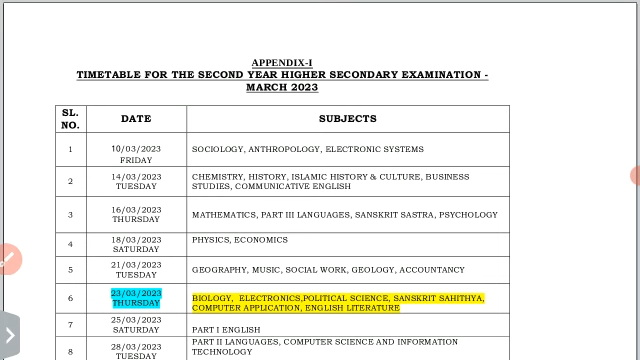 APPENDIX-I
TIMETABLE FOR THE SECOND YEAR HIGHER SECONDARY EXAMINATION -
MARCH 2023
SL. NO. DATE SUBJECTS
1 10/03/2023 FRIDAY SOCIOLOGY, ANTHROPOLOGY, ELECTRONIC SYSTEMS
2 14/03/2023 TUESDAY CHEMISTRY, HISTORY, ISLAMIC HISTORY & CULTURE, BUSINESS
STUDIES, COMMUNICATIVE ENGLISH
3 16/03/2023 THURSDAY MATHEMATICS, PART III LANGUAGES, SANSKRIT SASTRA, PSYCHOLOGY
4 18/03/2023 SATURDAY PHYSICS, ECONOMICS
5 21/03/2023 TUESDAY GEOGRAPHY, MUSIC, SOCIAL WORK, GEOLOGY, ACCOUNTANCY
6 23/03/2023 THURSDAY BIOLOGY, ELECTRONICS,POLITICAL SCIENCE, SANSKRIT SAHITHYA,
COMPUTER APPLICATION, ENGLISH LITERATURE
7 25/03/2023 SATURDAY PART I ENGLISH
8 28/03/2023 TUESDAY PART II LANGUAGES, COMPUTER SCIENCE AND INFORMATION
TECHNOLOGY